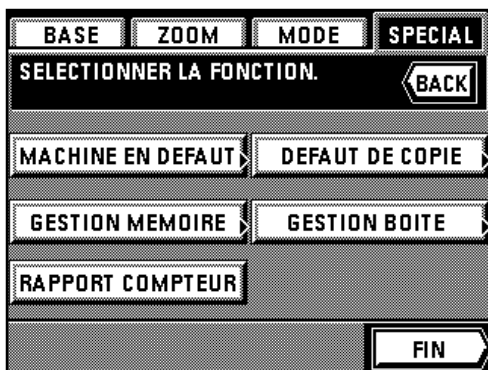 BASE ZOOM MODE SPECIAL
SELECTIONNER LA FONCTION.
BACK
MACHINE EN DEFAUT DEFAUT DE COPIE
GESTION MEMOIRE GESTION BOITE
RAPPORT COMPTEUR
FIN